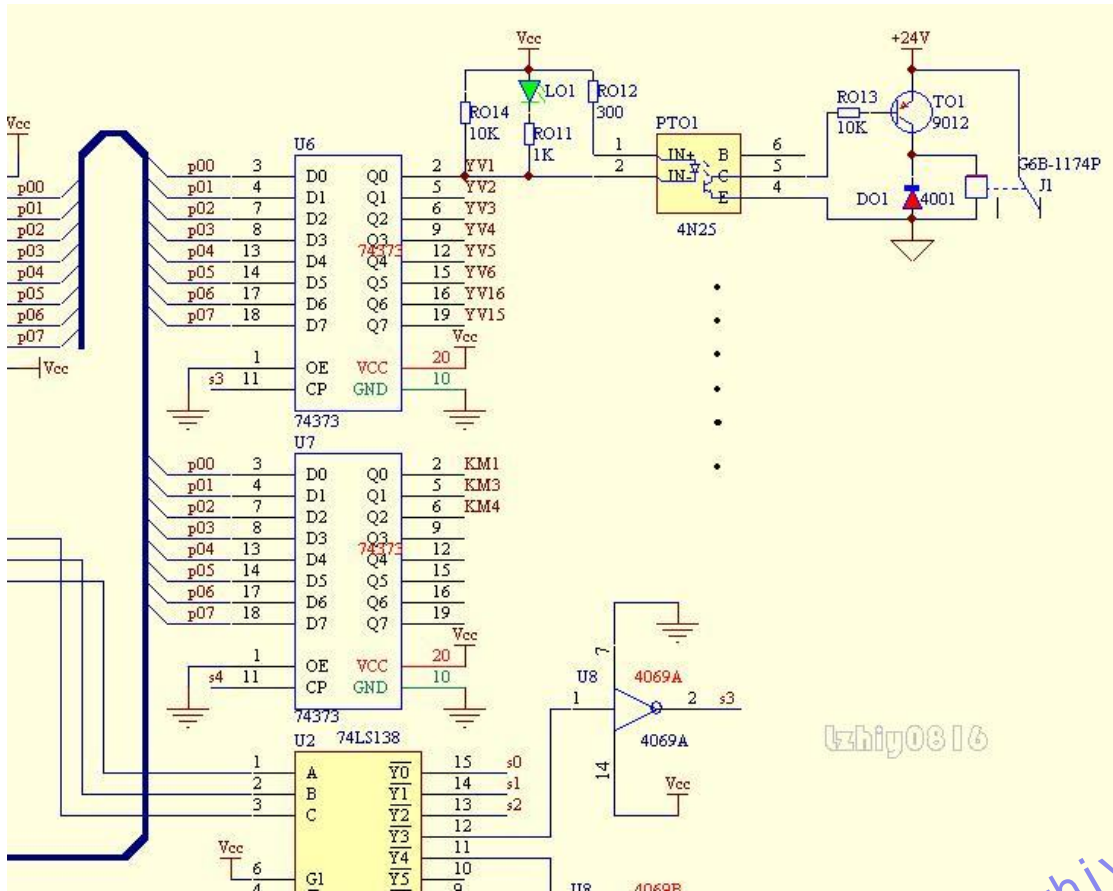 Vcc
+24V
LO1
RO12
300
RO14
10K
RO11
1K
RO13
10K
TO1
9012
PTO1
1
IN+
B
6
2
IN-
C
5
E
4
4N25
DO1
4001
G6B-1174P
J1
Vcc
p00
p01
p02
p03
p04
p05
p06
p07
Vcc
U6
p00 3 D0 Q0 2 YV1
p01 4 D1 Q1 5 YV2
p02 7 D2 Q2 6 YV3
p03 8 D3 Q3 9 YV4
74373
p04 13 D4 Q4 12 YV5
p05 14 D5 Q5 15 YV6
p06 17 D6 Q6 16 YV16
p07 18 D7 Q7 19 YV15
Vcc
1 OE VCC 20
s3 11 CP GND 10
74373
U7
p00 3 D0 Q0 2 KM1
p01 4 D1 Q1 5 KM3
p02 7 D2 Q2 6 KM4
p03 8 D3 Q3 9
74373
p04 13 D4 Q4 12
p05 14 D5 Q5 15
p06 17 D6 Q6 16
p07 18 D7 Q7 19
Vcc
1 OE VCC 20
s4 11 CP GND 10
74373
U2 74LS138
1 A Y0 15 s0
2 B Y1 14 s1
3 C Y2 13 s2
Y3 12
Y4 11
Vcc
6 G1 Y5 10
4 9
7
U8 4069A
1 2 s3
4069A
14
Vcc
U8 4069B
lzhiy0816